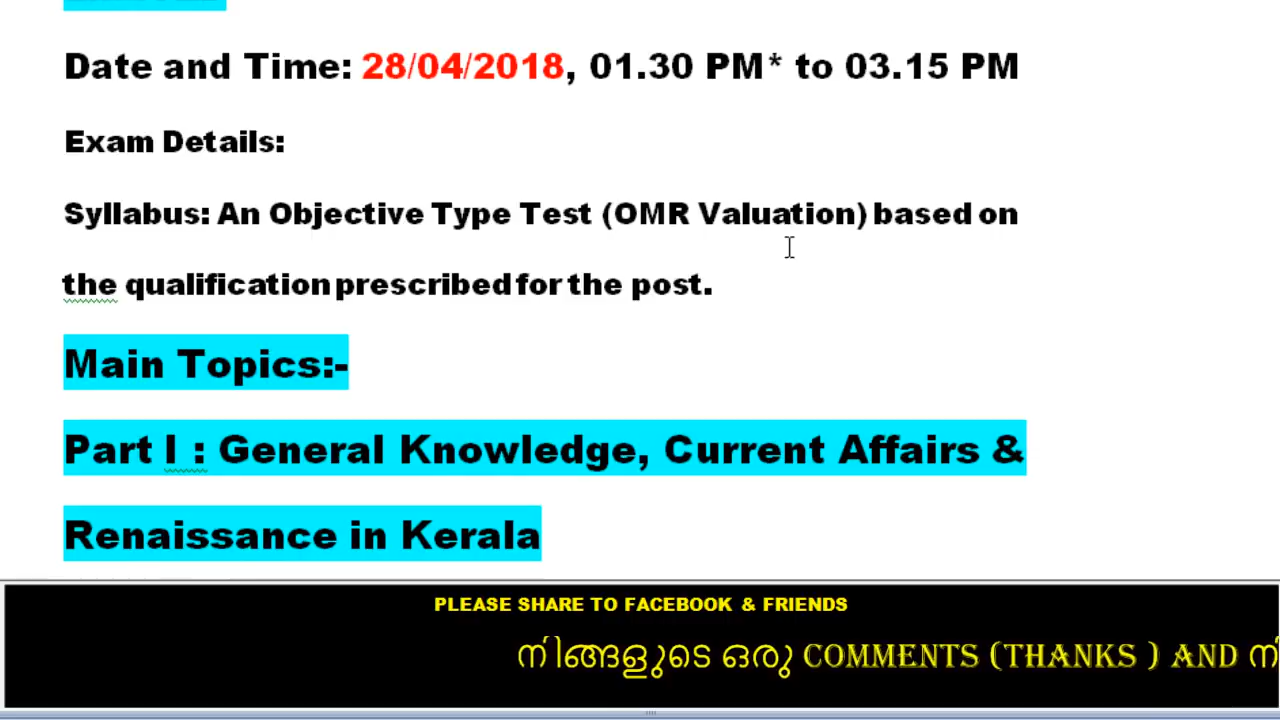 Date and Time: 28/04/2018, 01.30 PM* to 03.15 PM
Exam Details:
Syllabus: An Objective Type Test (OMR Valuation) based on
the qualification prescribed for the post.
Main Topics:-
Part I : General Knowledge, Current Affairs &
Renaissance in Kerala
PLEASE SHARE TO FACEBOOK & FRIENDS
നിങ്ങളുടെ ഒരു COMMENTS (THANKS ) AND